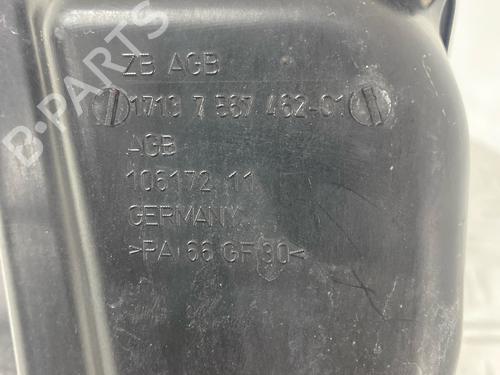 ZB AGB
1713 7 567 462-01
AGB
106172 11
GERMANY
>PA 66 GF 30<
B-PARTS